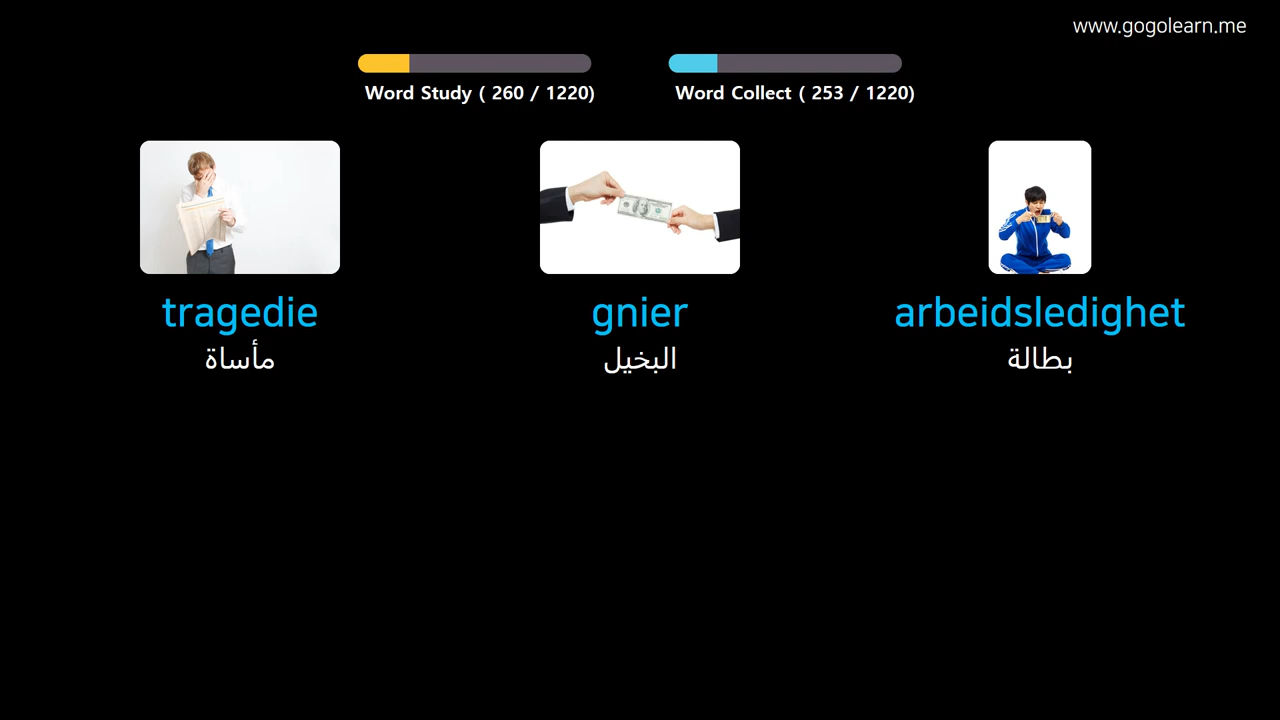 www.gogolearn.me
Word Study ( 260 / 1220)
Word Collect ( 253 / 1220)
tragedie
gnier
arbeidsledighet
مأساة
البخيل
بطالة